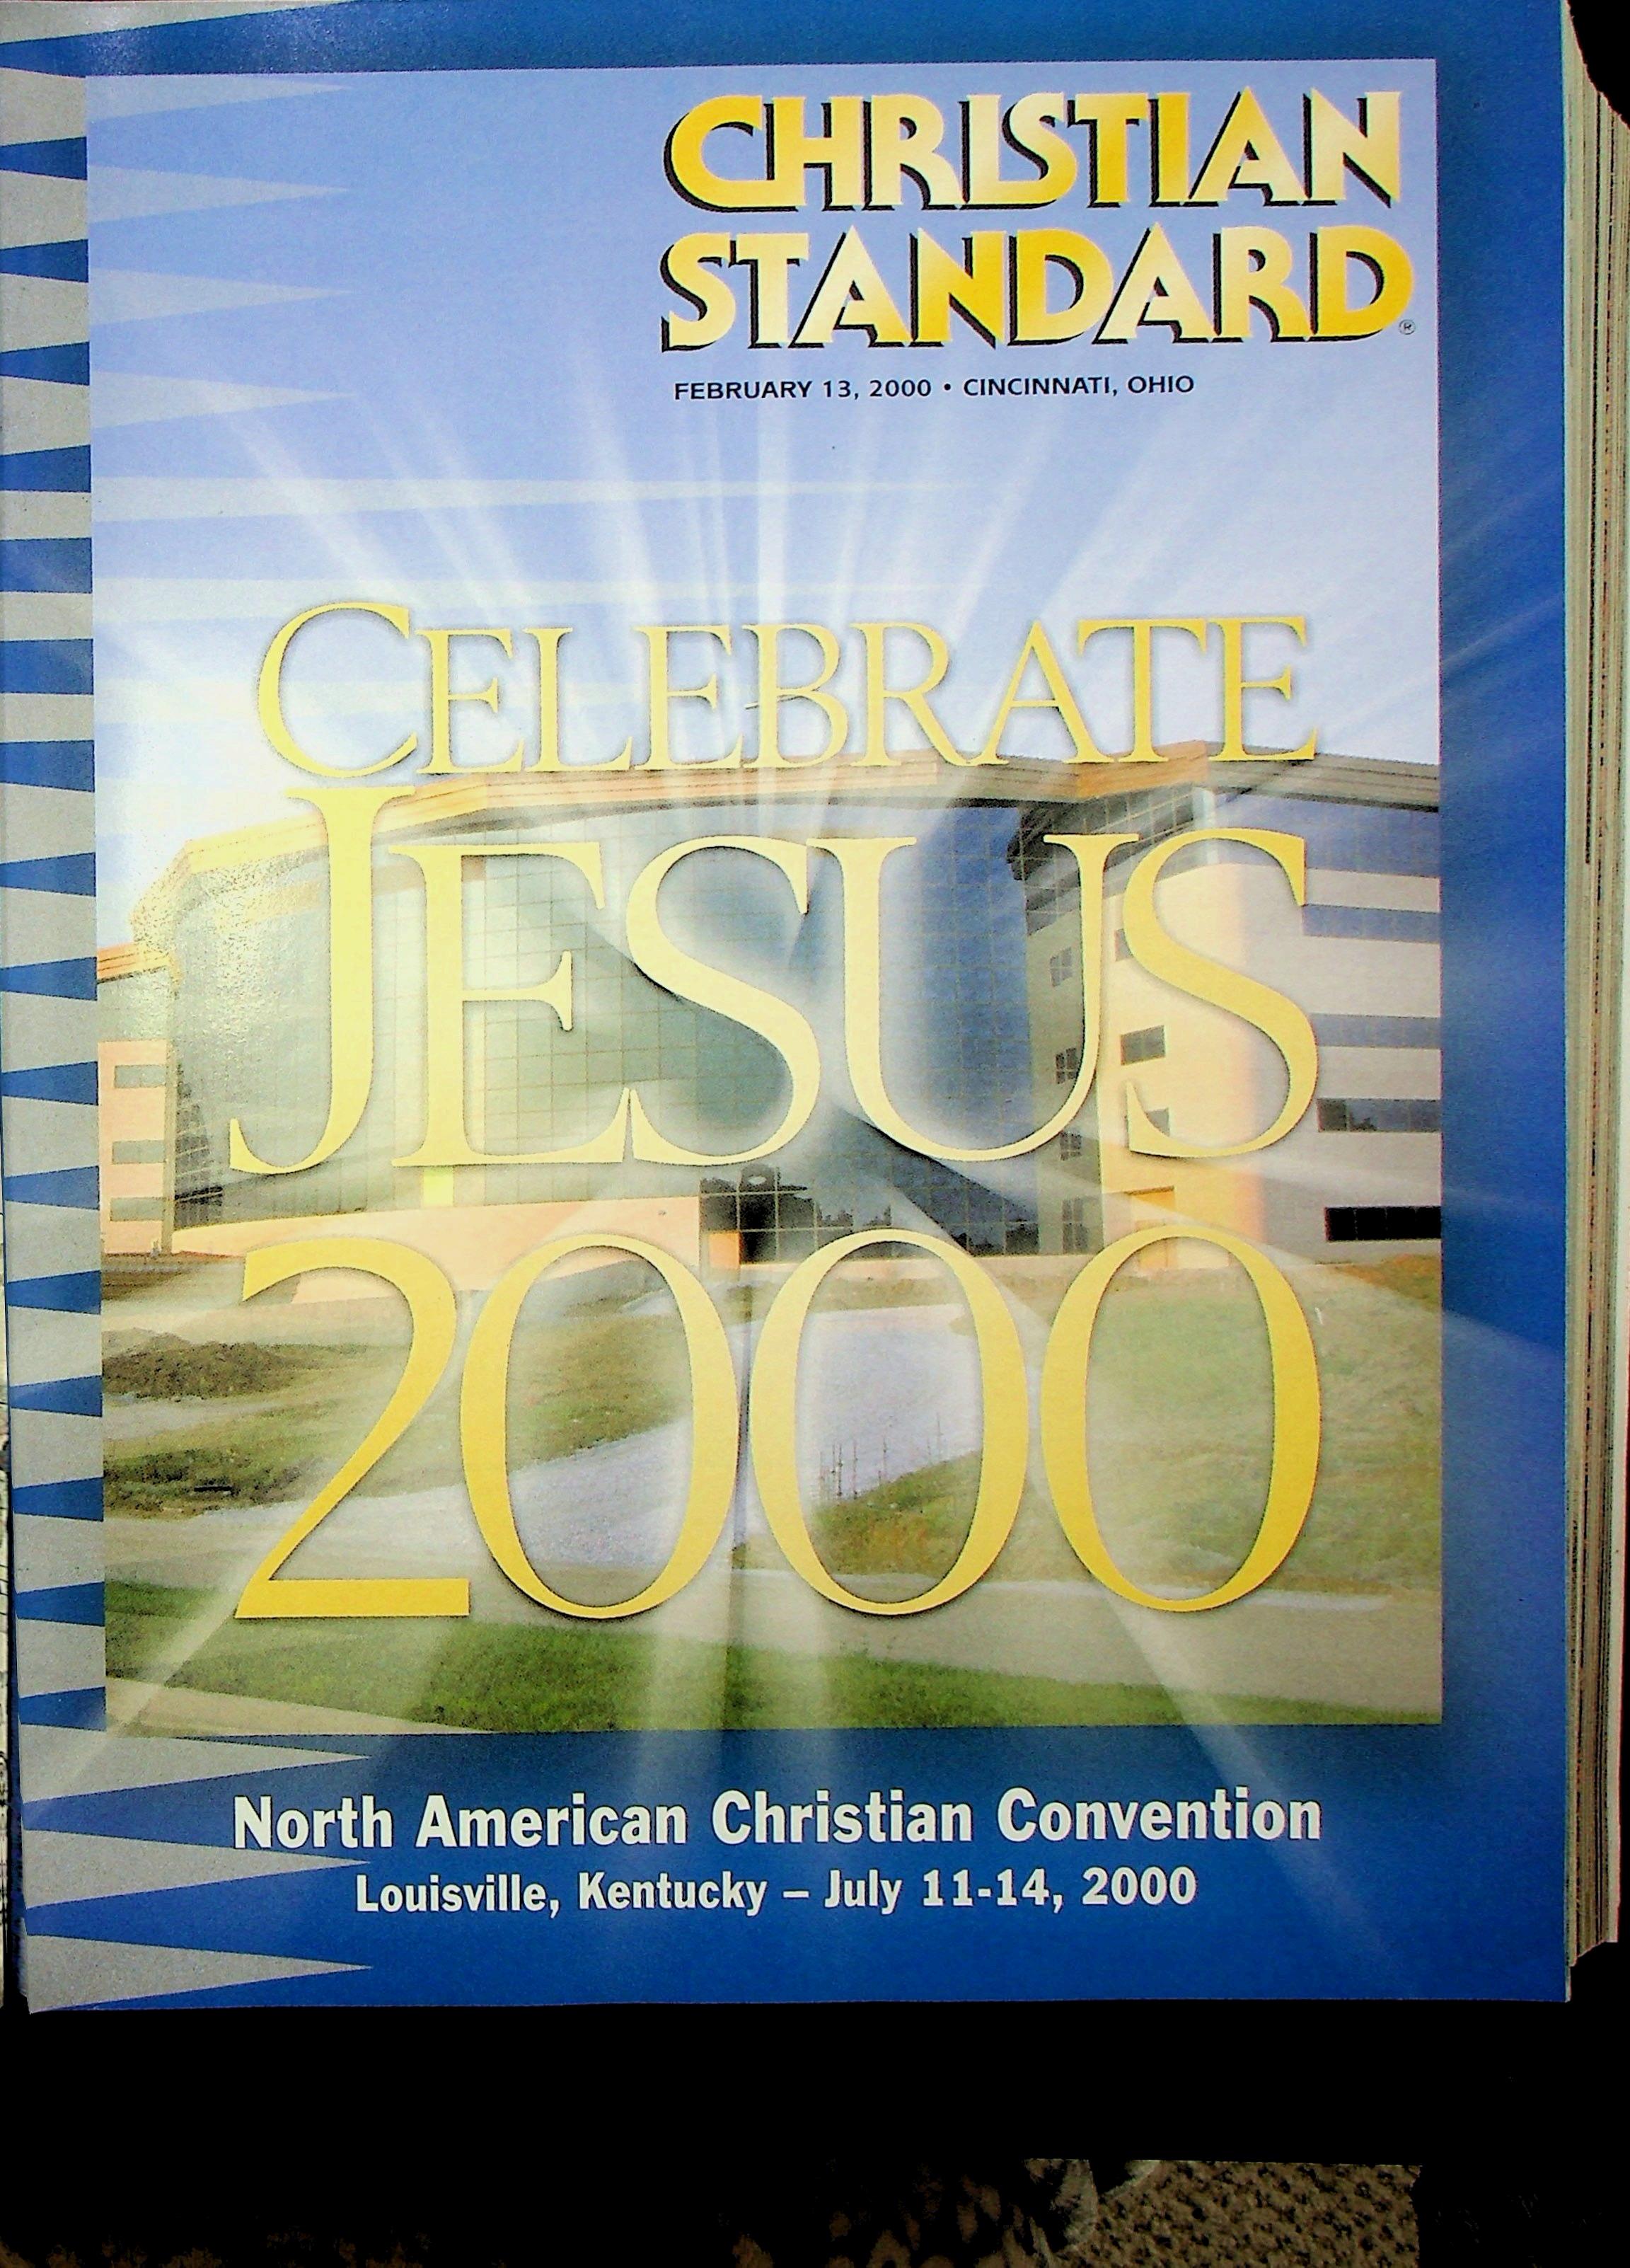 CHRISTIAN
STANDARD®
FEBRUARY 13, 2000 • CINCINNATI, OHIO
CELEBRATE
JESUS
2000
North American Christian Convention
Louisville, Kentucky – July 11-14, 2000